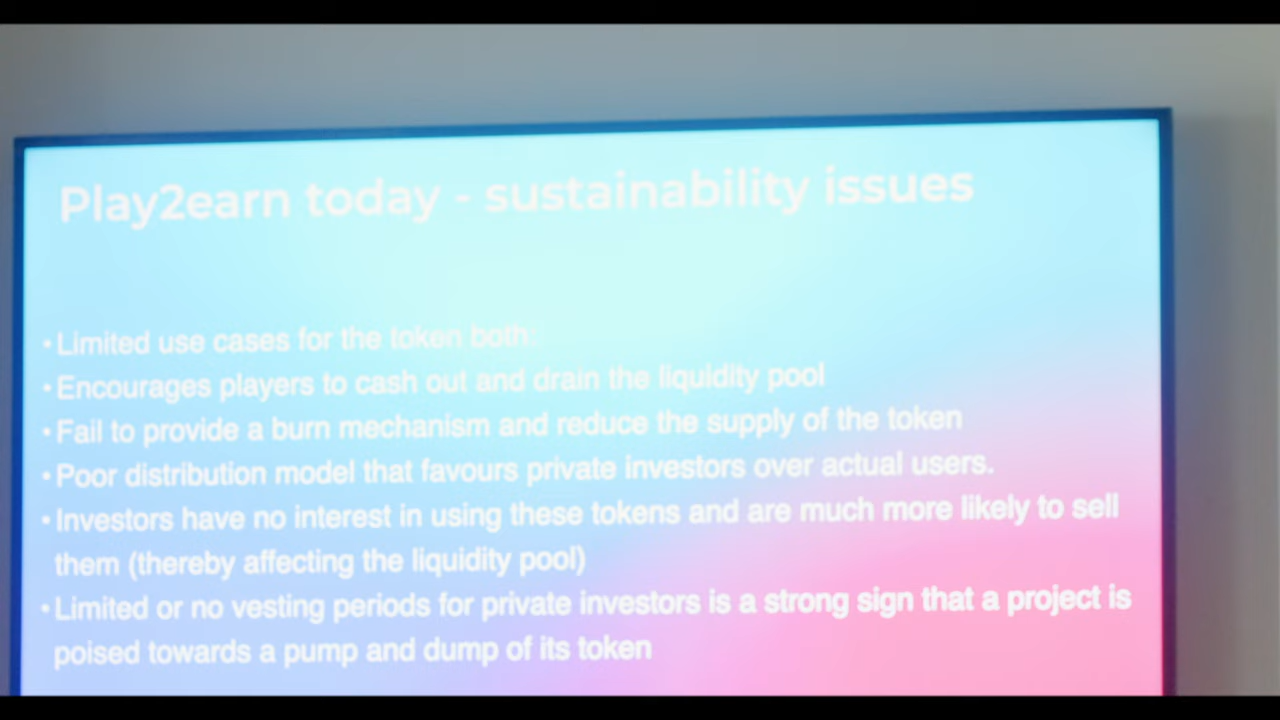 Play2earn today - sustainability issues
• Limited use cases for the token both:
• Encourages players to cash out and drain the liquidity pool
• Fail to provide a burn mechanism and reduce the supply of the token
• Poor distribution model that favours private investors over actual users.
• Investors have no interest in using these tokens and are much more likely to sell
them (thereby affecting the liquidity pool)
• Limited or no vesting periods for private investors is a strong sign that a project is
poised towards a pump and dump of its token